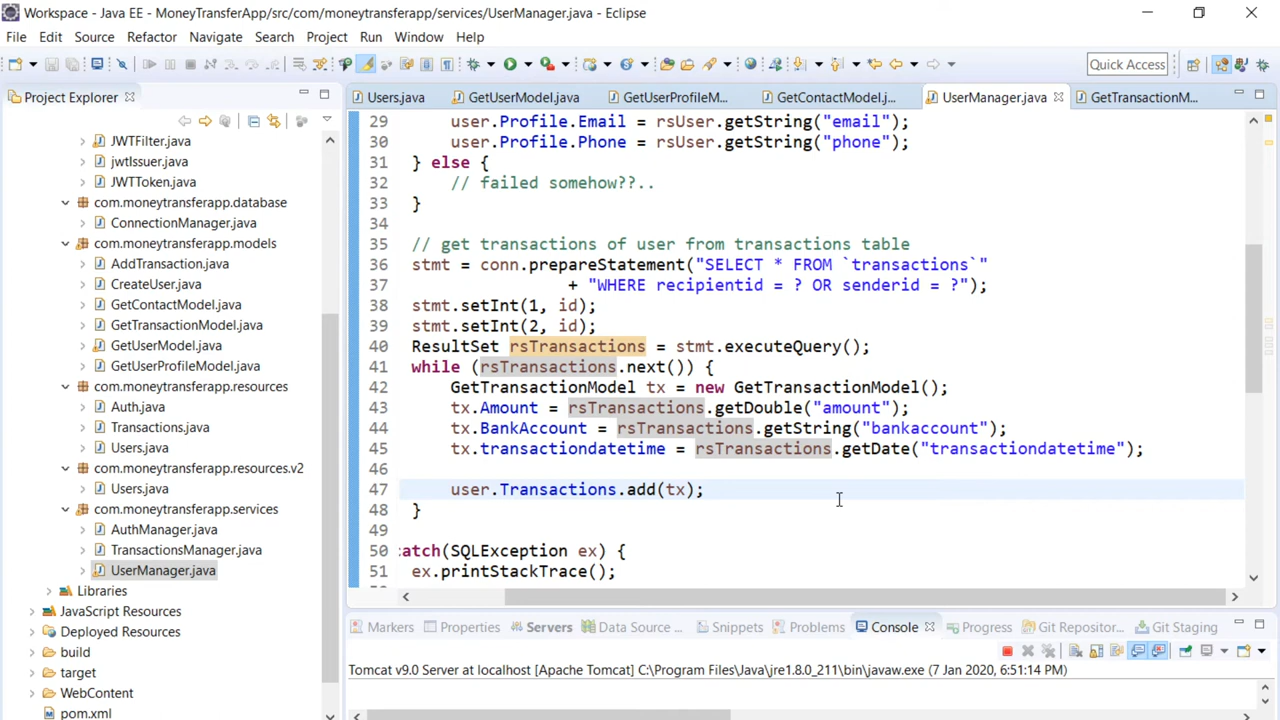 Workspace - Java EE - MoneyTransferApp/src/com/moneytransferapp/services/UserManager.java - Eclipse
File Edit Source Refactor Navigate Search Project Run Window Help
Quick Access
Project Explorer
Users.java GetUserModel.java GetUserProfileM... GetContactModel.j... UserManager.java GetTransactionM...
JWTFilter.java
jwtIssuer.java
JWTToken.java
com.moneytransferapp.database
ConnectionManager.java
com.moneytransferapp.models
AddTransaction.java
CreateUser.java
GetContactModel.java
GetTransactionModel.java
GetUserModel.java
GetUserProfileModel.java
com.moneytransferapp.resources
Auth.java
Transactions.java
Users.java
com.moneytransferapp.resources.v2
Users.java
com.moneytransferapp.services
AuthManager.java
TransactionsManager.java
UserManager.java
Libraries
JavaScript Resources
Deployed Resources
build
target
WebContent
pom.xml
29 user.Profile.Email = rsUser.getString("email");
30 user.Profile.Phone = rsUser.getString("phone");
31 } else {
32 // failed somehow??..
33 }
34
35 // get transactions of user from transactions table
36 stmt = conn.prepareStatement("SELECT * FROM `transactions`"
37 + "WHERE recipientid = ? OR senderid = ?");
38 stmt.setInt(1, id);
39 stmt.setInt(2, id);
40 ResultSet rsTransactions = stmt.executeQuery();
41 while (rsTransactions.next()) {
42 GetTransactionModel tx = new GetTransactionModel();
43 tx.Amount = rsTransactions.getDouble("amount");
44 tx.BankAccount = rsTransactions.getString("bankaccount");
45 tx.transactiondatetime = rsTransactions.getDate("transactiondatetime");
46
47 user.Transactions.add(tx);
48 }
49
50 catch(SQLException ex) {
51 ex.printStackTrace();
Markers Properties Servers Data Source ... Snippets Problems Console Progress Git Repositor... Git Staging
Tomcat v9.0 Server at localhost [Apache Tomcat] C:\Program Files\Java\jre1.8.0_211\bin\javaw.exe (7 Jan 2020, 6:51:14 PM)